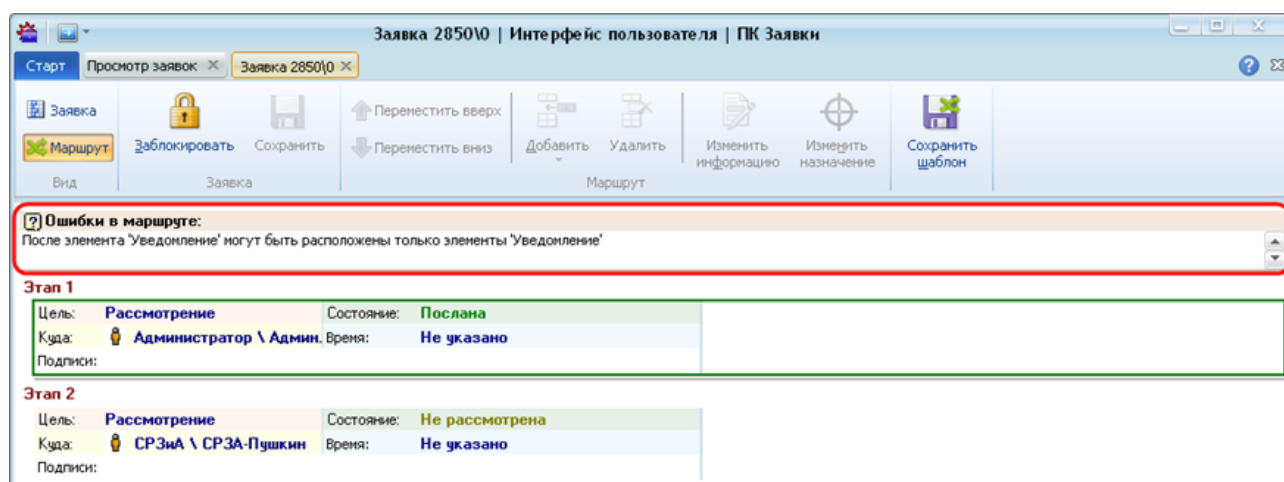 Заявка 2850\0 | Интерфейс пользователя | ПК Заявки
Старт Просмотр заявок Заявка 2850\0
Заявка
Маршрут
Вид
Заблокировать Сохранить
Заявка
Переместить вверх
Переместить вниз
Добавить Удалить
Изменить информацию
Изменить назначение
Маршрут
Сохранить шаблон
Ошибки в маршруте:
После элемента 'Уведомление' могут быть расположены только элементы 'Уведомление'
Этап 1
Цель: Рассмотрение Состояние: Послана
Куда: Администратор \ Админ. Время: Не указано
Подписи:
Этап 2
Цель: Рассмотрение Состояние: Не рассмотрена
Куда: СРЗиА \ СРЗА-Пушкин Время: Не указано
Подписи: